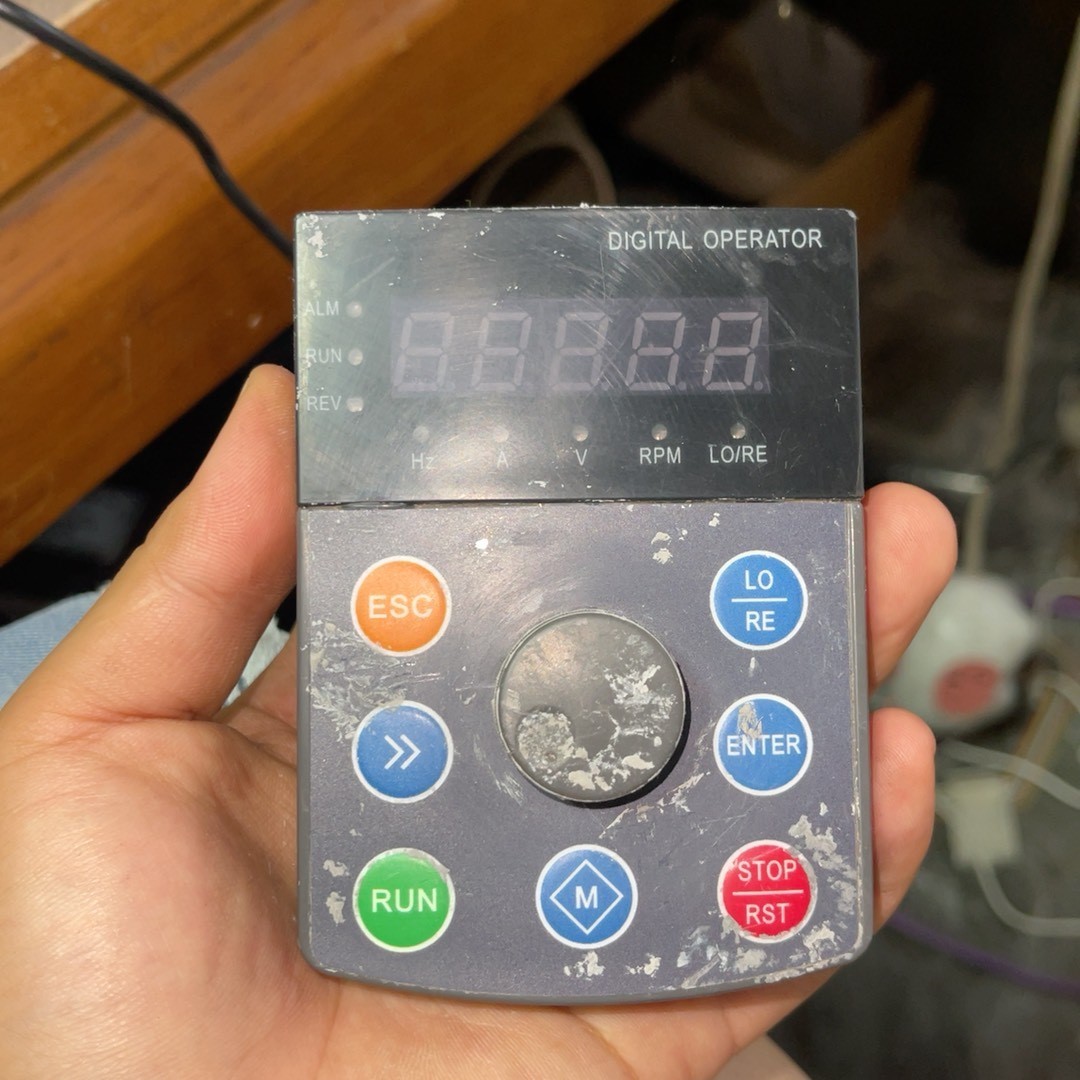 DIGITAL OPERATOR
ALM
RUN
REV
Hz A V RPM LO/RE
ESC
LO
RE
»
ENTER
RUN
M
STOP
RST